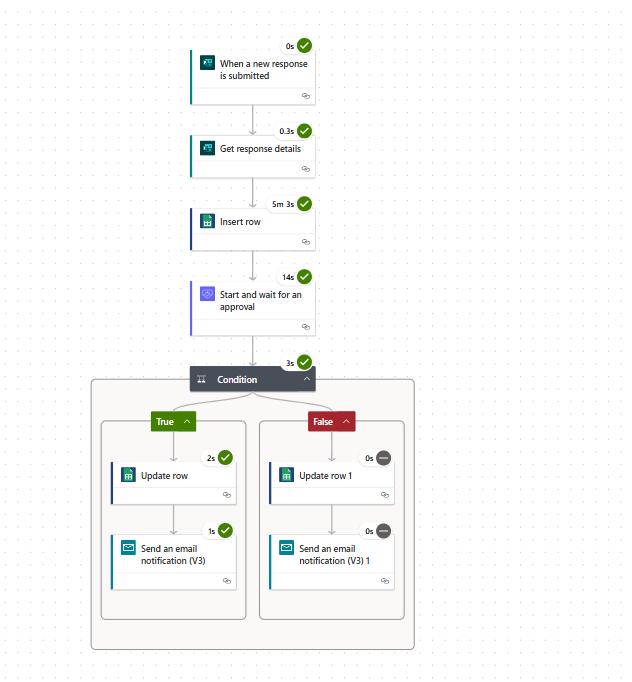 0s
When a new response
is submitted
0.3s
Get response details
5m 3s
Insert row
14s
Start and wait for an
approval
3s
Condition
True
False
2s
Update row
0s
Update row 1
1s
Send an email
notification (V3)
0s
Send an email
notification (V3) 1